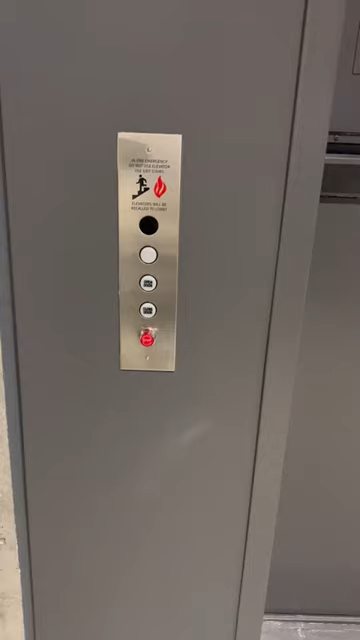 IN FIRE EMERGENCY
DO NOT USE ELEVATOR
USE EXIT STAIRS
ELEVATORS WILL BE
RECALLED TO LOBBY